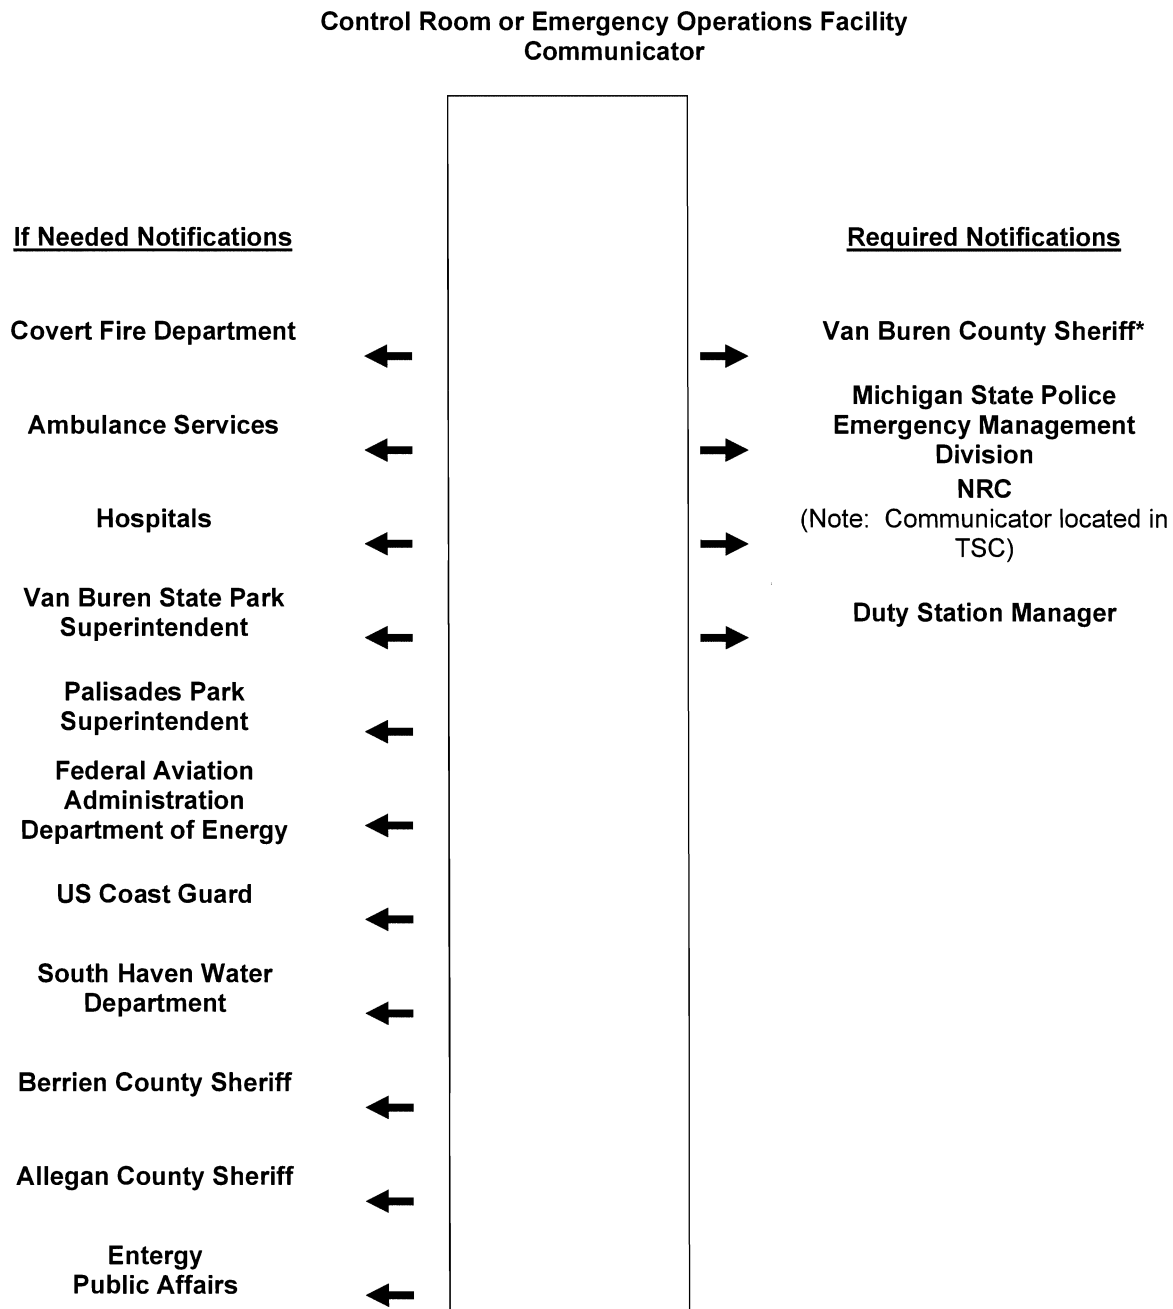 Control Room or Emergency Operations Facility
Communicator
If Needed Notifications
Covert Fire Department
Ambulance Services
Hospitals
Van Buren State Park
Superintendent
Palisades Park
Superintendent
Federal Aviation
Administration
Department of Energy
US Coast Guard
South Haven Water
Department
Berrien County Sheriff
Allegan County Sheriff
Entergy
Public Affairs
Required Notifications
Van Buren County Sheriff*
Michigan State Police
Emergency Management
Division
NRC
(Note:  Communicator located in
TSC)
Duty Station Manager